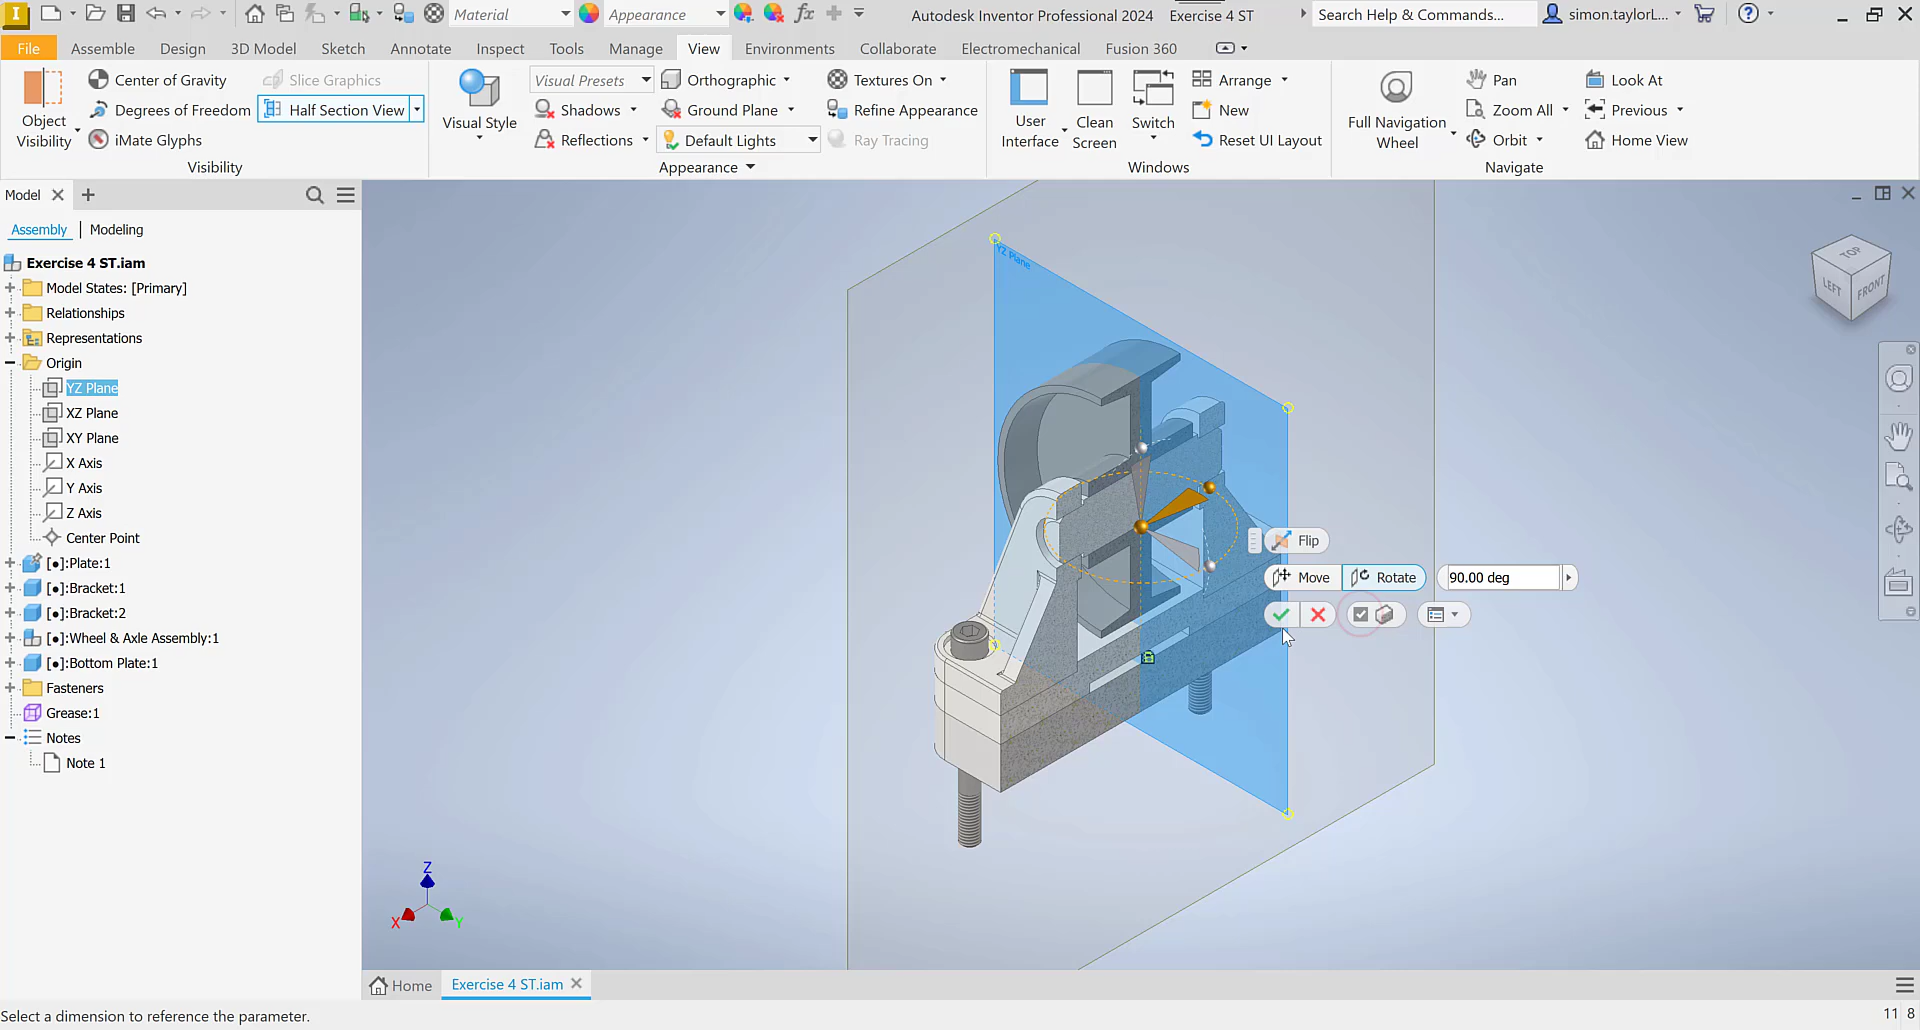 Material
Appearance
fx
Autodesk Inventor Professional 2024
Exercise 4 ST
Search Help & Commands...
simon.taylorL...
File
Assemble
Design
3D Model
Sketch
Annotate
Inspect
Tools
Manage
View
Environments
Collaborate
Electromechanical
Fusion 360
Object Visibility
Center of Gravity
Degrees of Freedom
iMate Glyphs
Slice Graphics
Half Section View
Visibility
Visual Style
Visual Presets
Shadows
Reflections
Orthographic
Ground Plane
Default Lights
Textures On
Refine Appearance
Ray Tracing
Appearance
User Interface
Clean Screen
Switch
Arrange
New
Reset UI Layout
Windows
Full Navigation Wheel
Pan
Zoom All
Orbit
Look At
Previous
Home View
Navigate
Model
Assembly | Modeling
Exercise 4 ST.iam
Model States: [Primary]
Relationships
Representations
Origin
YZ Plane
XZ Plane
XY Plane
X Axis
Y Axis
Z Axis
Center Point
[●]:Plate:1
[●]:Bracket:1
[●]:Bracket:2
[●]:Wheel & Axle Assembly:1
[●]:Bottom Plate:1
Fasteners
Grease:1
Notes
Note 1
YZ Plane
TOP
LEFT
FRONT
Flip
Move
Rotate
90.00 deg
Z
X
Y
Home
Exercise 4 ST.iam
Select a dimension to reference the parameter.
11 8